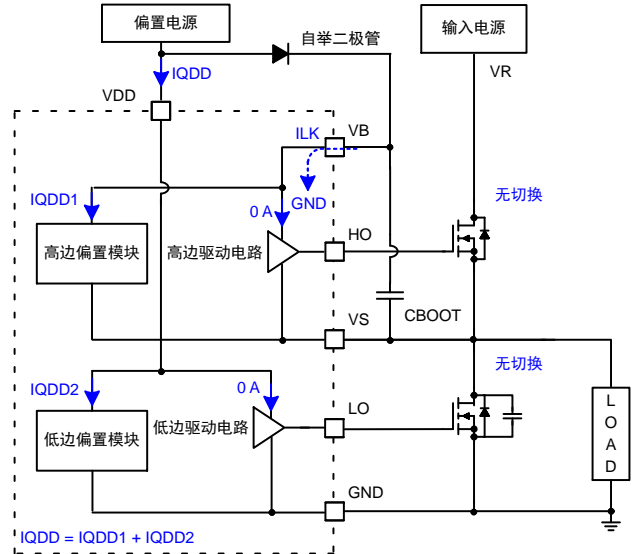 偏置电源
输入电源
自举二极管
IQDD
VR
VDD
ILK
VB
IQDD1
0 A
GND
无切换
高边偏置模块
高边驱动电路
HO
CBOOT
VS
IQDD2
0 A
无切换
低边偏置模块
低边驱动电路
LO
LOAD
GND
IQDD = IQDD1 + IQDD2